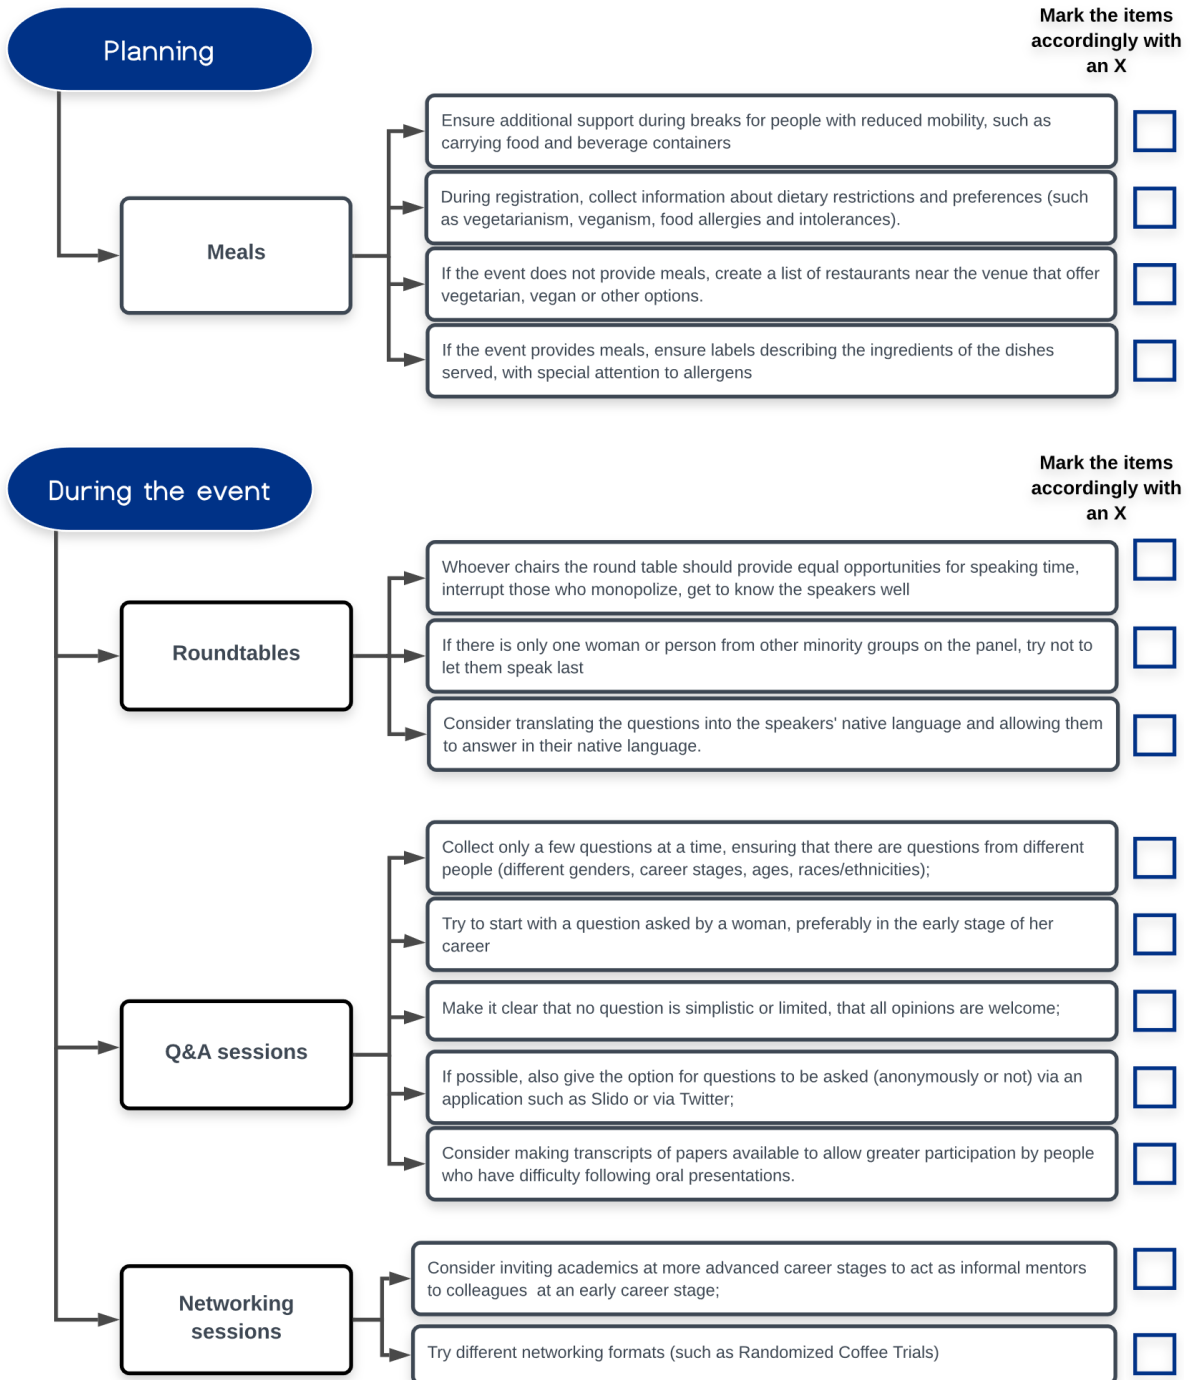 Planning
Mark the items
accordingly with
an X
Ensure additional support during breaks for people with reduced mobility, such as
carrying food and beverage containers
During registration, collect information about dietary restrictions and preferences (such
as vegetarianism, veganism, food allergies and intolerances).
Meals
If the event does not provide meals, create a list of restaurants near the venue that offer
vegetarian, vegan or other options.
If the event provides meals, ensure labels describing the ingredients of the dishes
served, with special attention to allergens
During the event
Mark the items
accordingly with
an X
Whoever chairs the round table should provide equal opportunities for speaking time,
interrupt those who monopolize, get to know the speakers well
Roundtables
If there is only one woman or person from other minority groups on the panel, try not to
let them speak last
Consider translating the questions into the speakers' native language and allowing them
to answer in their native language.
Collect only a few questions at a time, ensuring that there are questions from different
people (different genders, career stages, ages, races/ethnicities);
Try to start with a question asked by a woman, preferably in the early stage of her
career
Make it clear that no question is simplistic or limited, that all opinions are welcome;
Q&A sessions
If possible, also give the option for questions to be asked (anonymously or not) via an
application such as Slido or via Twitter;
Consider making transcripts of papers available to allow greater participation by people
who have difficulty following oral presentations.
Consider inviting academics at more advanced career stages to act as informal mentors
to colleagues  at an early career stage;
Networking
sessions
Try different networking formats (such as Randomized Coffee Trials)